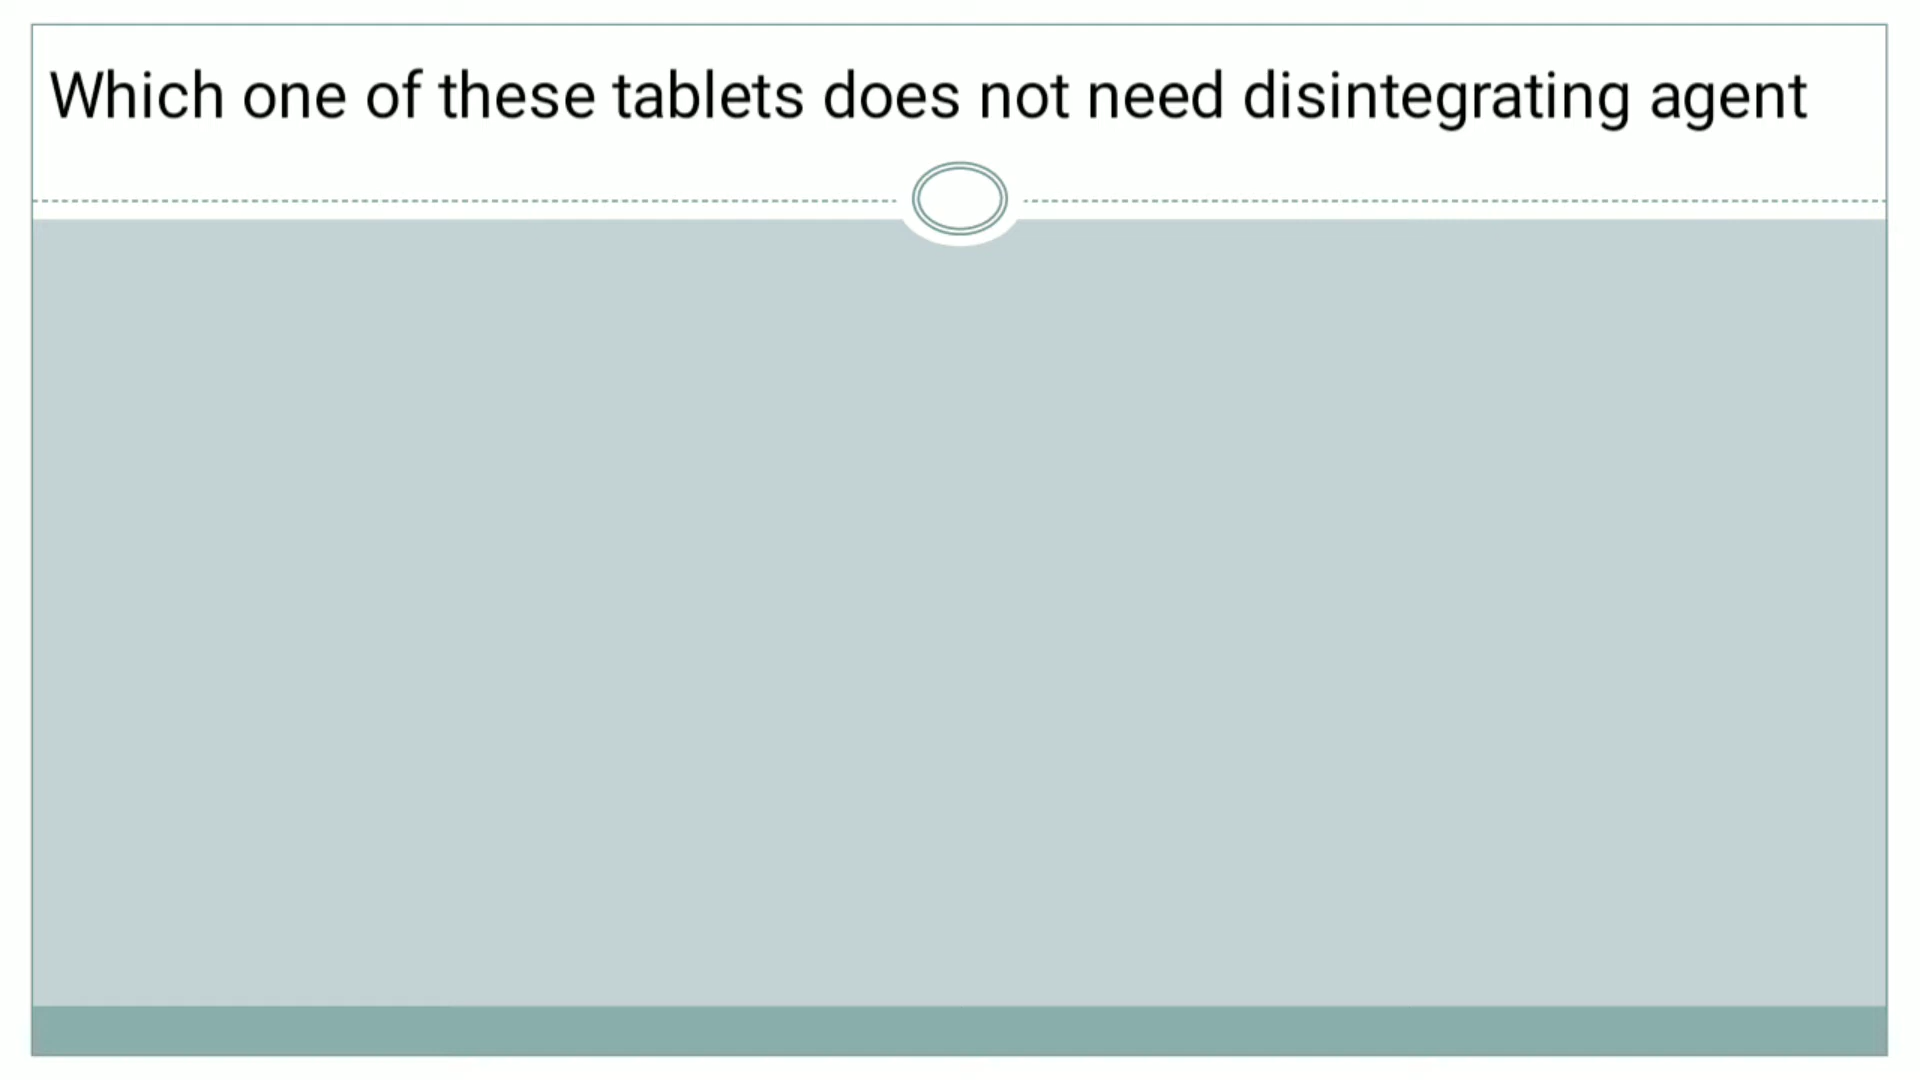 Which one of these tablets does not need disintegrating agent